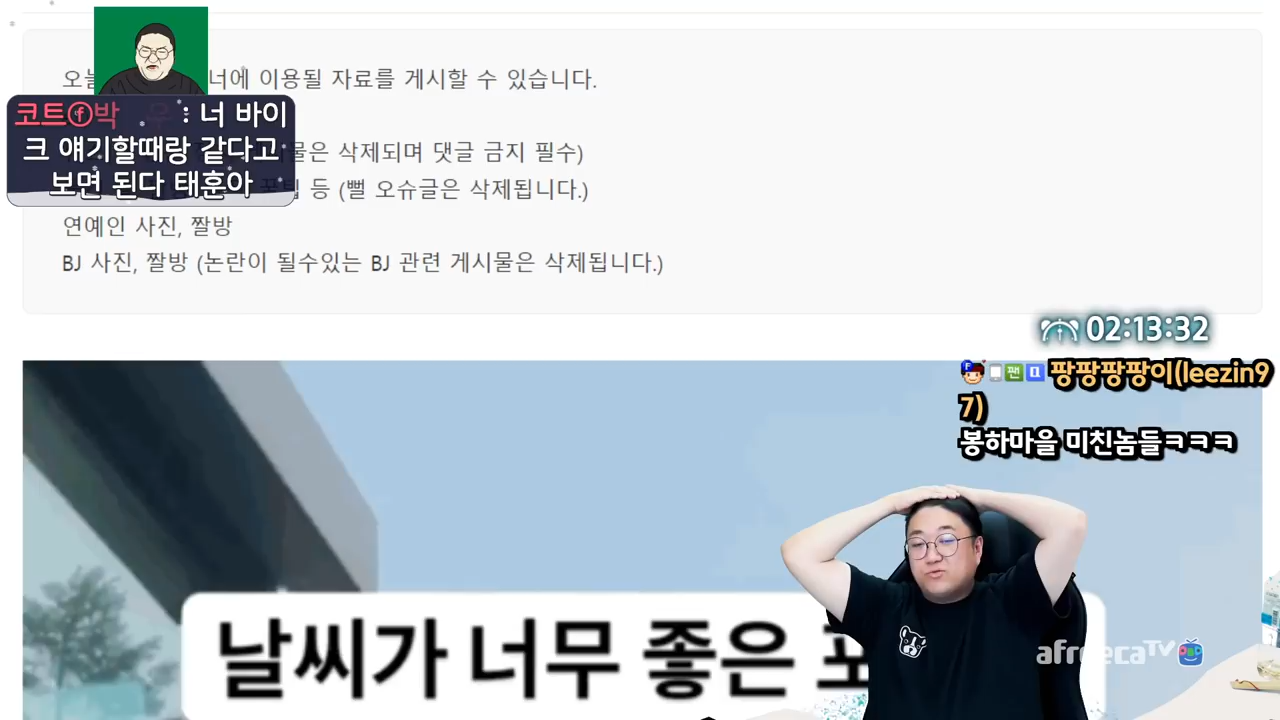 오늘 너에 이용될 자료를 게시할 수 있습니다.
코트ⓕ박 : 너 바이
크 얘기할때랑 같다고
보면 된다 태훈아
물은 삭제되며 댓글 금지 필수)
꿀팁 등 (뻘 오슈글은 삭제됩니다.)
연예인 사진, 짤방
BJ 사진, 짤방 (논란이 될수있는 BJ 관련 게시물은 삭제됩니다.)
02:13:32
팬 팡팡팡팡이(leezin9
7)
봉하마을 미친놈들ㅋㅋㅋ
날씨가 너무 좋은
afreecaTV